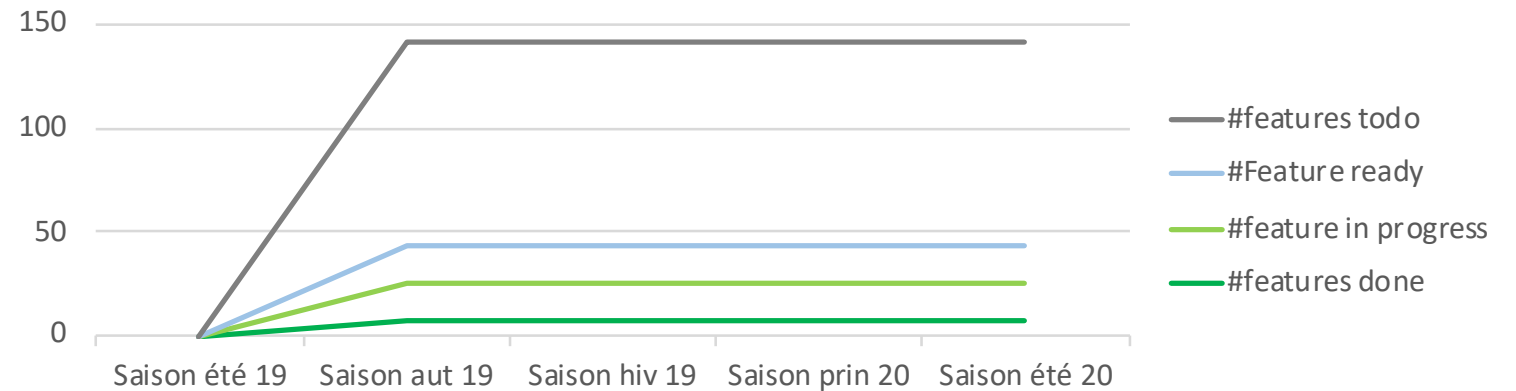 150
100
50
0
Saison été 19 Saison aut 19 Saison hiv 19 Saison prin 20 Saison été 20
#features todo
#Feature ready
#feature in progress
#features done